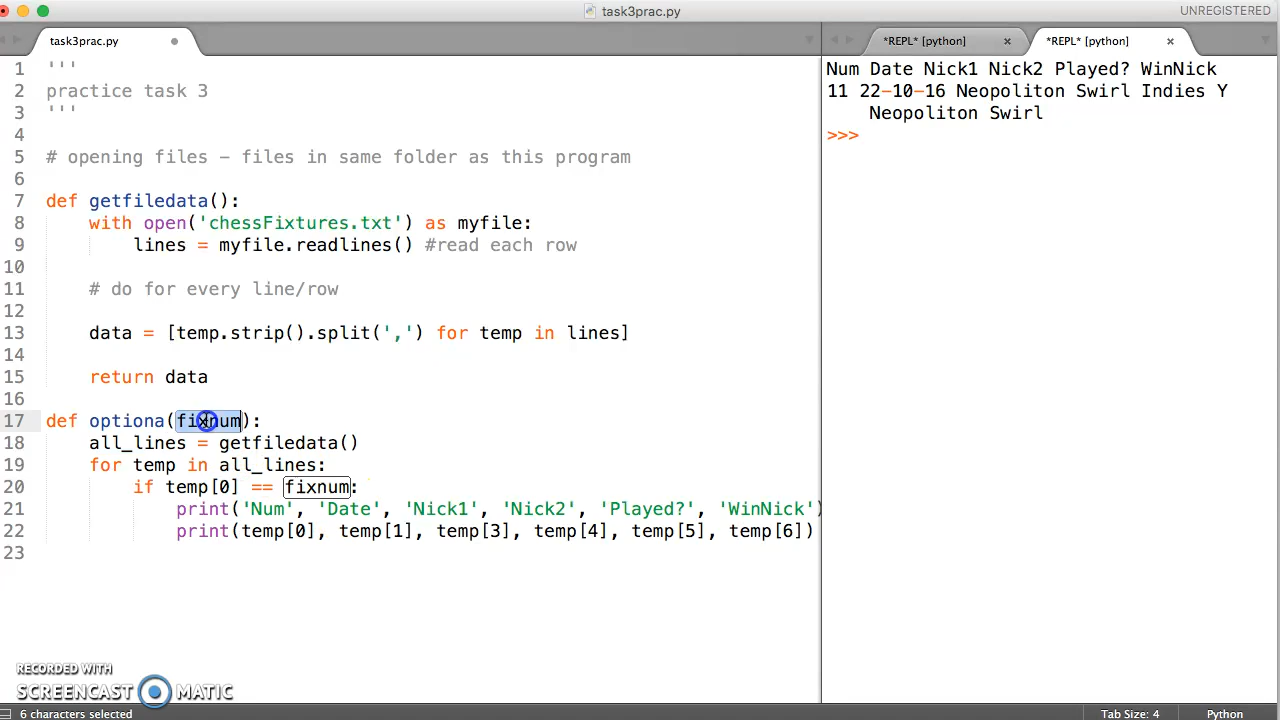 task3prac.py
UNREGISTERED
task3prac.py
*REPL* [python] ×
*REPL* [python] ×
1 '''
2 practice task 3
3 '''
4
5 # opening files – files in same folder as this program
6
7 def getfiledata():
8 with open('chessFixtures.txt') as myfile:
9 lines = myfile.readlines() #read each row
10
11 # do for every line/row
12
13 data = [temp.strip().split(',') for temp in lines]
14
15 return data
16
17 def optiona(fixnum):
18 all_lines = getfiledata()
19 for temp in all_lines:
20 if temp[0] == fixnum:
21 print('Num', 'Date', 'Nick1', 'Nick2', 'Played?', 'WinNick')
22 print(temp[0], temp[1], temp[3], temp[4], temp[5], temp[6])
23
Num Date Nick1 Nick2 Played? WinNick
11 22-10-16 Neopoliton Swirl Indies Y
Neopoliton Swirl
>>>
RECORDED WITH
SCREENCAST MATIC
6 characters selected
Tab Size: 4
Python